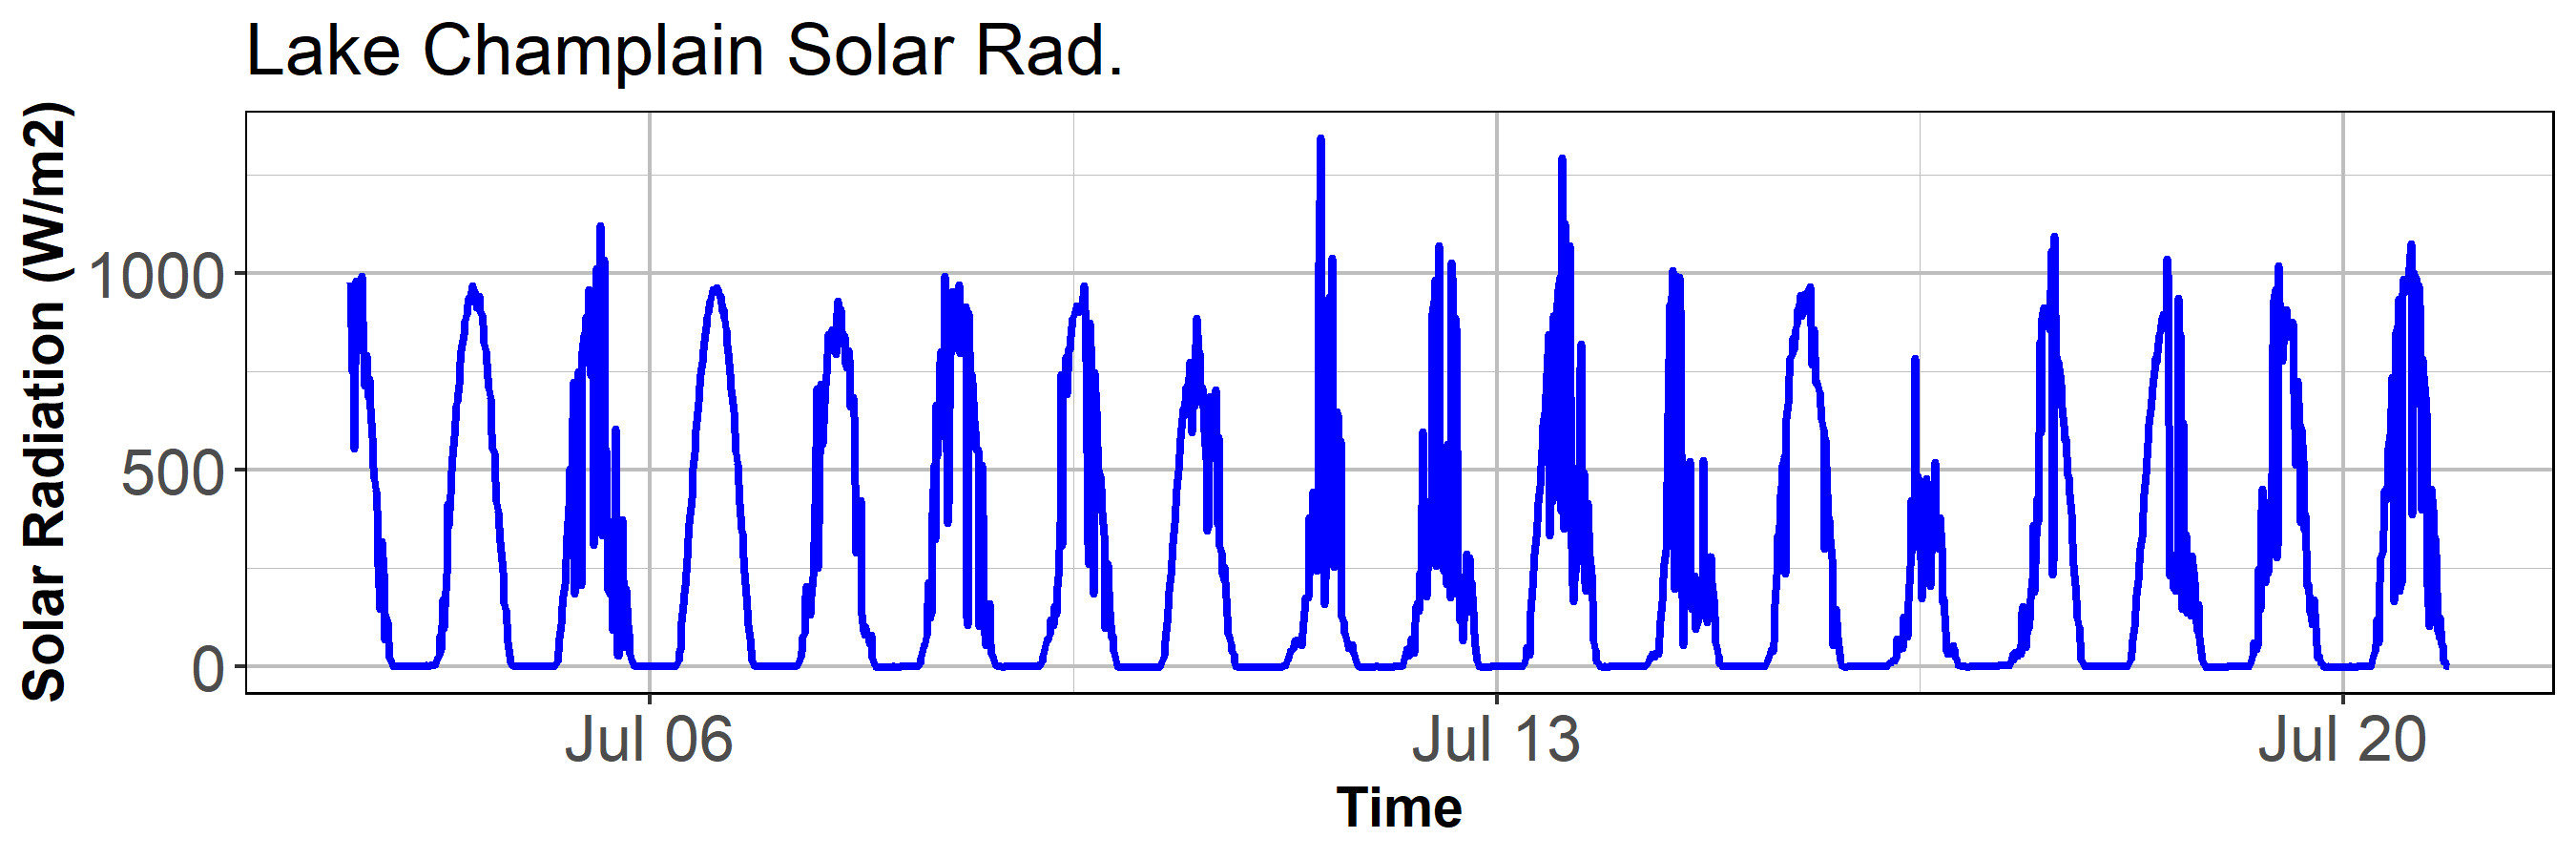 Lake Champlain Solar Rad.
Solar Radiation (W/m2)
1000
500
0
Jul 06
Jul 13
Jul 20
Time